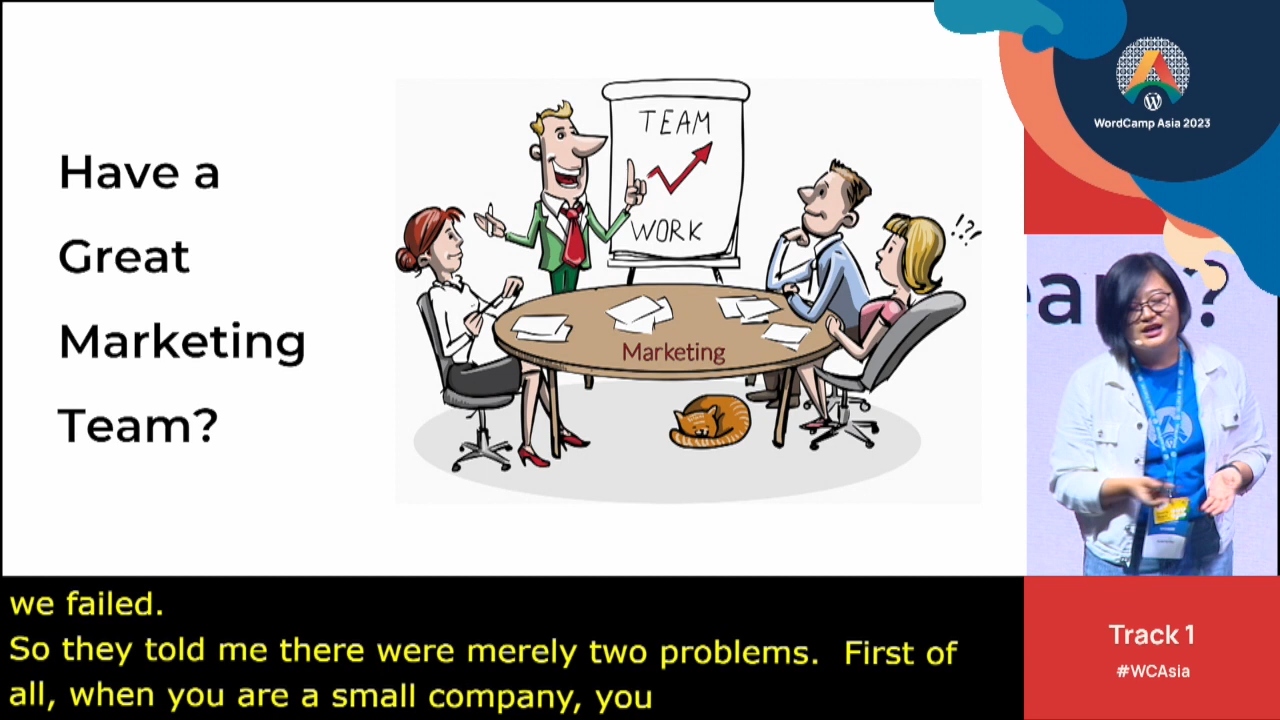 Have a
Great
Marketing
Team?
TEAM
WORK
!?!
Marketing
WordCamp Asia 2023
ea ?
we failed.
So they told me there were merely two problems.  First of
all, when you are a small company, you
Track 1
#WCAsia